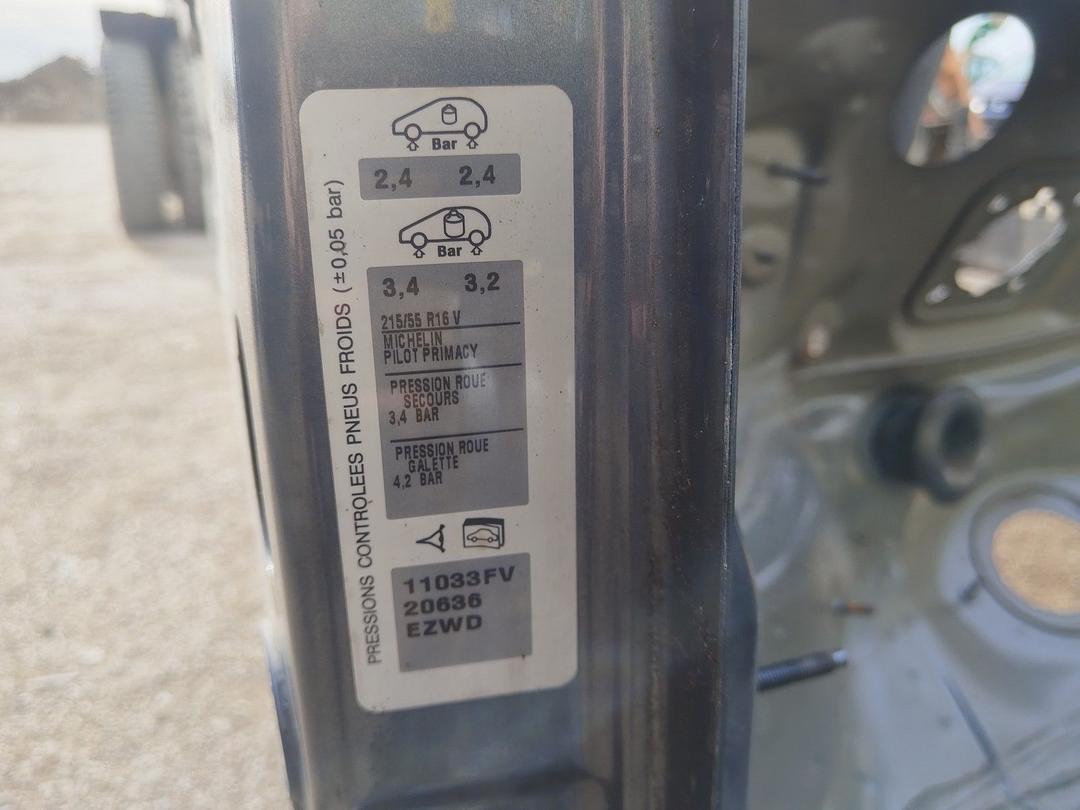 Bar
2,4 2,4
Bar
3,4 3,2
215/55 R16 V
MICHELIN
PILOT PRIMACY
PRESSION ROUE
SECOURS
3,4 BAR
PRESSION ROUE
GALETTE
4,2 BAR
11033FV
20636
EZWD
PRESSIONS CONTROLEES PNEUS FROIDS (±0,05 bar)